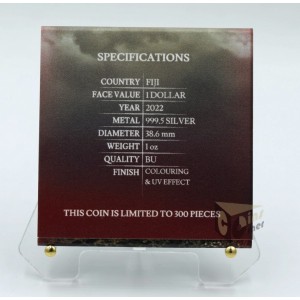 SPECIFICATIONS
COUNTRY FIJI
FACE VALUE 1 DOLLAR
YEAR 2022
METAL 999.5 SILVER
DIAMETER 38.6 mm
WEIGHT 1 oz
QUALITY BU
FINISH COLOURING
& UV EFFECT
THIS COIN IS LIMITED TO 300 PIECES